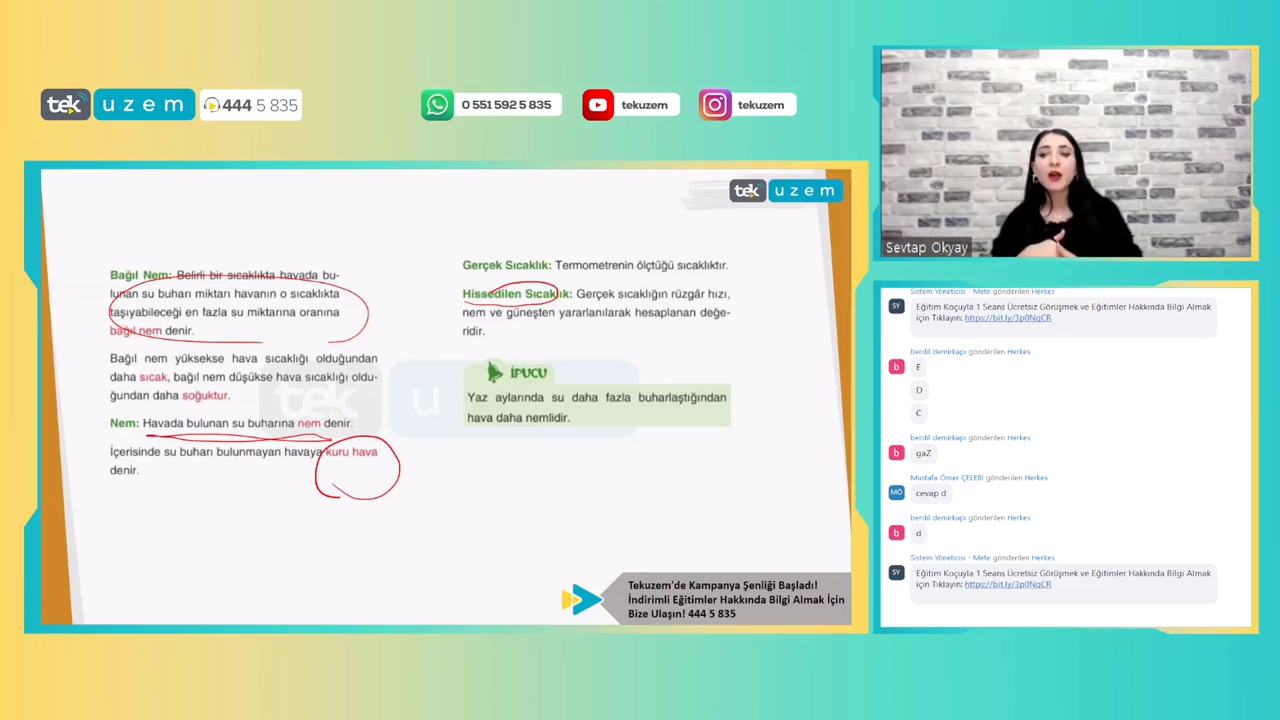 tek uzem 444 5 835
0 551 592 5 835
tekuzem
tekuzem
tek uzem
Bağıl Nem: Belirli bir sıcaklıkta havada bu-
lunan su buharı miktarı havanın o sıcaklıkta
taşıyabileceği en fazla su miktarına oranına
bağıl nem denir.
Bağıl nem yüksekse hava sıcaklığı olduğundan
daha sıcak, bağıl nem düşükse hava sıcaklığı oldu-
ğundan daha soğuktur.
Nem: Havada bulunan su buharına nem denir.
İçerisinde su buharı bulunmayan havaya kuru hava
denir.
Gerçek Sıcaklık: Termometrenin ölçtüğü sıcaklıktır.
Hissedilen Sıcaklık: Gerçek sıcaklığın rüzgâr hızı,
nem ve güneşten yararlanılarak hesaplanan değe-
ridir.
İPUCU
Yaz aylarında su daha fazla buharlaştığından
hava daha nemlidir.
tek u
Tekuzem'de Kampanya Şenliği Başladı!
İndirimli Eğitimler Hakkında Bilgi Almak İçin
Bize Ulaşın! 444 5 835
Sevtap Okyay
Sistem Yöneticisi - Mete gönderilen Herkes
SY
Eğitim Koçuyla 1 Seans Ücretsiz Görüşmek ve Eğitimler Hakkında Bilgi Almak
için Tıklayın: https://bit.ly/3p0NqCR
berdil demirkapı gönderilen Herkes
b
E
D
C
berdil demirkapı gönderilen Herkes
b
gaZ
Mustafa Ömer ÇELEBİ gönderilen Herkes
MÖ
cevap d
berdil demirkapı gönderilen Herkes
b
d
Sistem Yöneticisi - Mete gönderilen Herkes
SY
Eğitim Koçuyla 1 Seans Ücretsiz Görüşmek ve Eğitimler Hakkında Bilgi Almak
için Tıklayın: https://bit.ly/3p0NqCR